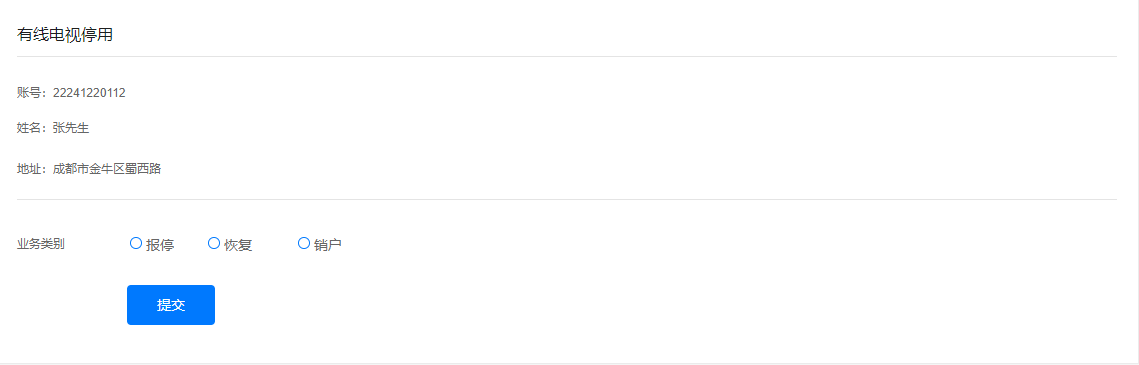 有线电视停用
账号：22241220112
姓名：张先生
地址：成都市金牛区蜀西路
业务类别 报停 恢复 销户
提交